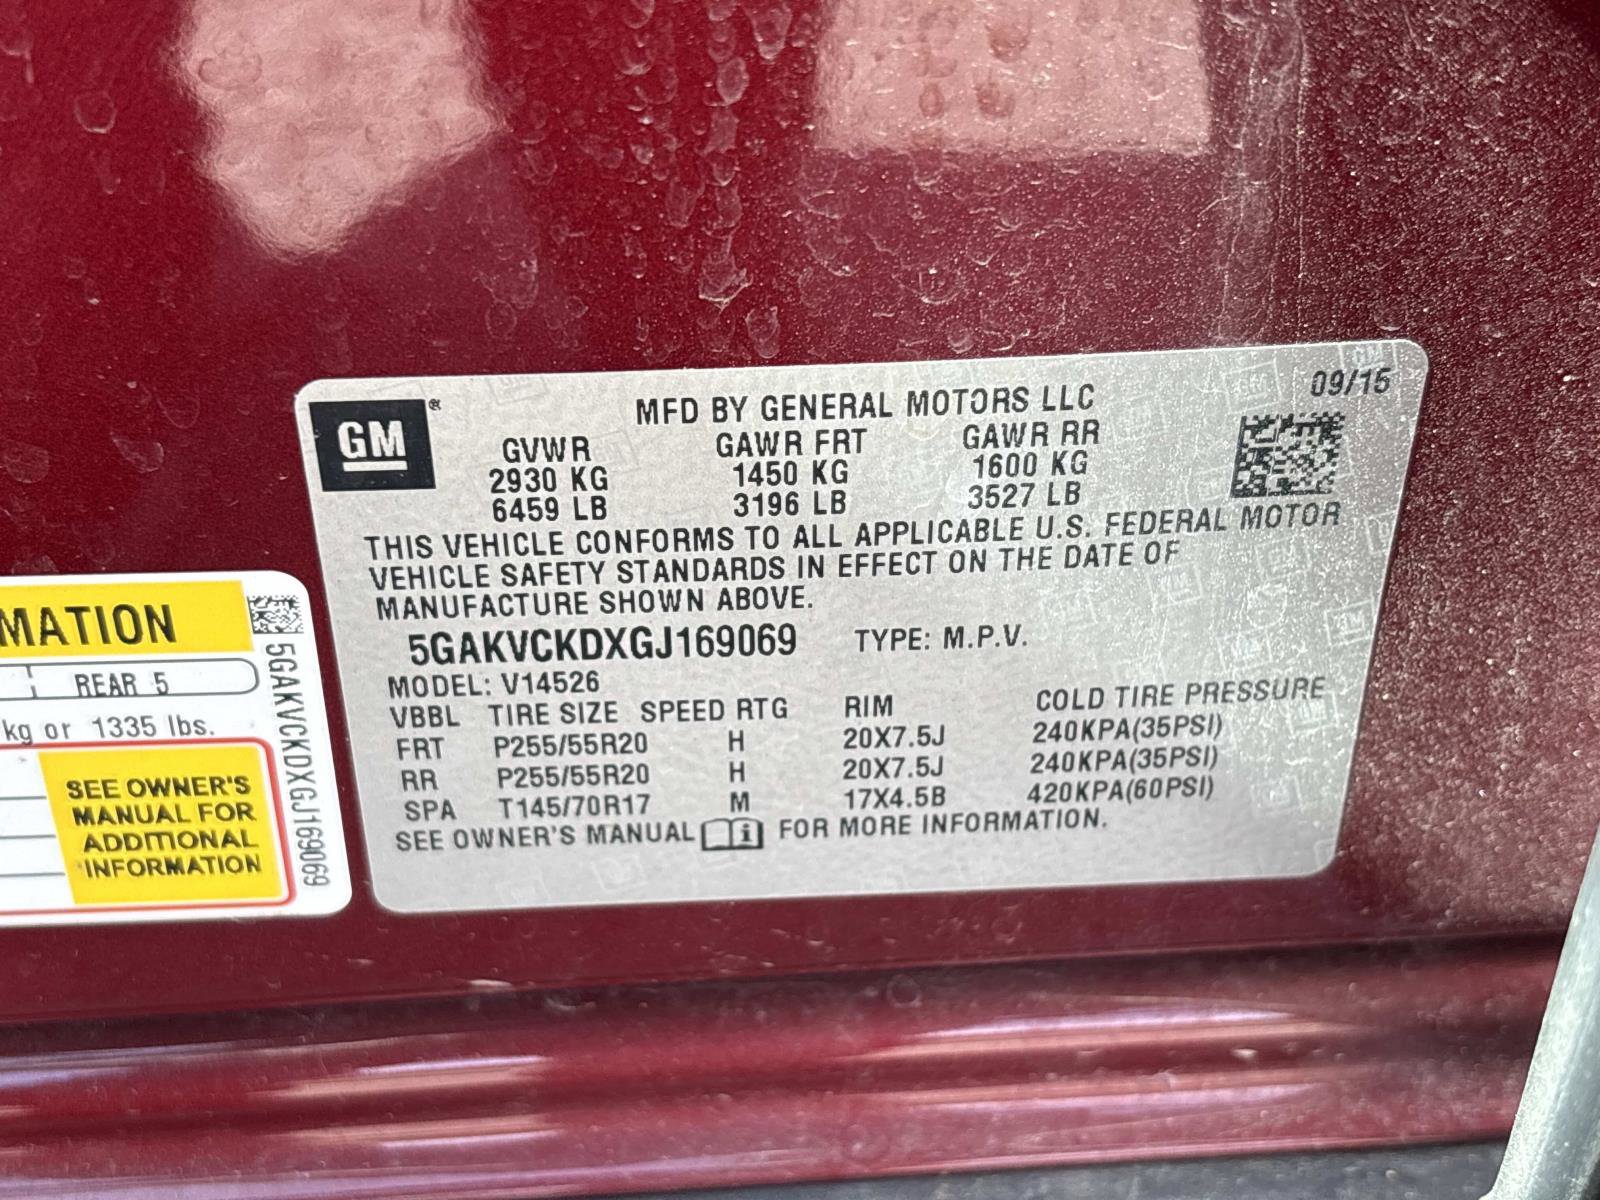 GM®
MFD BY GENERAL MOTORS LLC
09/15
GVWR GAWR FRT GAWR RR
2930 KG 1450 KG 1600 KG
6459 LB 3196 LB 3527 LB
THIS VEHICLE CONFORMS TO ALL APPLICABLE U.S. FEDERAL MOTOR
VEHICLE SAFETY STANDARDS IN EFFECT ON THE DATE OF
MANUFACTURE SHOWN ABOVE.
5GAKVCKDXGJ169069 TYPE: M.P.V.
MODEL: V14526
VBBL TIRE SIZE SPEED RTG RIM COLD TIRE PRESSURE
FRT P255/55R20 H 20X7.5J 240KPA(35PSI)
RR P255/55R20 H 20X7.5J 240KPA(35PSI)
SPA T145/70R17 M 17X4.5B 420KPA(60PSI)
SEE OWNER'S MANUAL FOR MORE INFORMATION.
MATION
REAR 5
kg or 1335 lbs.
SEE OWNER'S
MANUAL FOR
ADDITIONAL
INFORMATION
5GAKVCKDXGJ169069